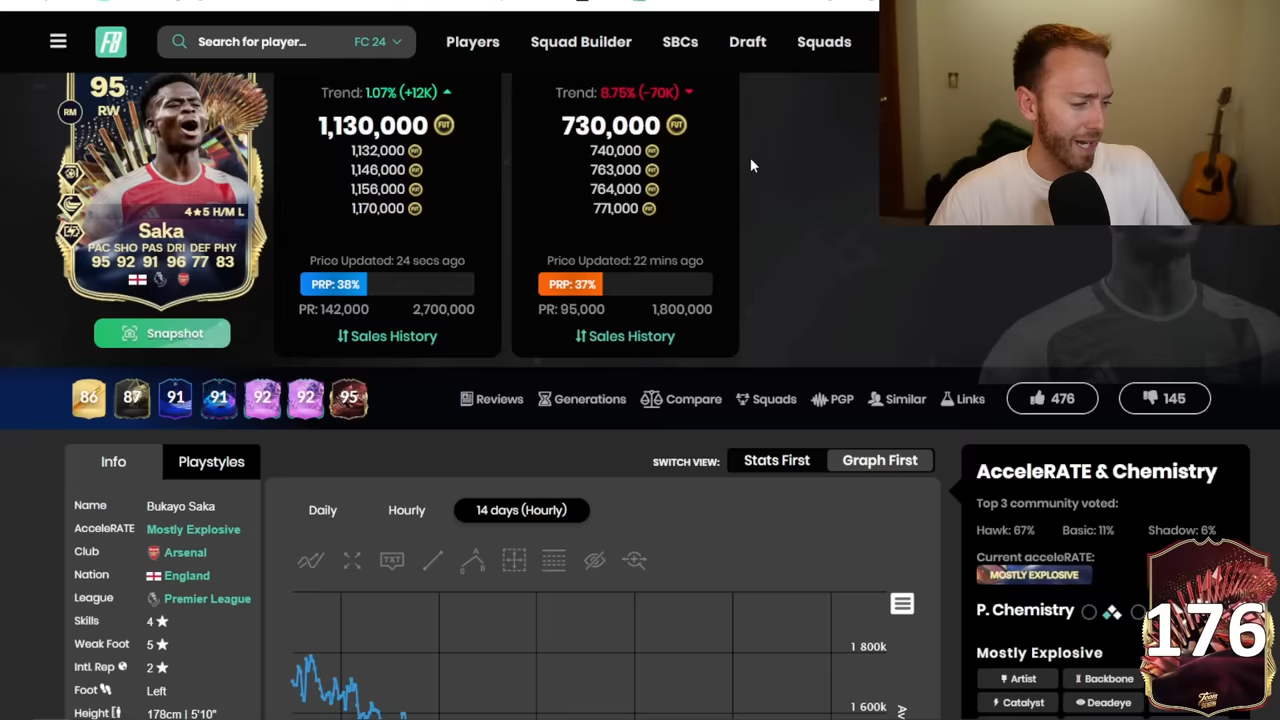 FB
Search for player...
FC 24
Players
Squad Builder
SBCs
Draft
Squads
95
RW
RM
4★5 H/M L
Saka
PAC SHO PAS DRI DEF PHY
95 92 91 96 77 83
Snapshot
Trend: 1.07% (+12K)
1,130,000
1,132,000
1,146,000
1,156,000
1,170,000
Price Updated: 24 secs ago
PRP: 38%
PR: 142,000
2,700,000
Sales History
Trend: 8.75% (-70K)
730,000
740,000
763,000
764,000
771,000
Price Updated: 22 mins ago
PRP: 37%
PR: 95,000
1,800,000
Sales History
86
87
91
91
92
92
95
Reviews
Generations
Compare
Squads
PGP
Similar
Links
476
145
Info
Playstyles
Name Bukayo Saka
AcceleRATE Mostly Explosive
Club Arsenal
Nation England
League Premier League
Skills 4★
Weak Foot 5★
Intl. Rep 2★
Foot Left
Height 178cm | 5'10"
SWITCH VIEW:
Stats First
Graph First
Daily
Hourly
14 days (Hourly)
TXT
1 800k
1 600k
AcceleRATE & Chemistry
Top 3 community voted:
Hawk: 67%
Basic: 11%
Shadow: 6%
Current acceleRATE:
MOSTLY EXPLOSIVE
P. Chemistry
Mostly Explosive
Artist
Backbone
Catalyst
Deadeye
176